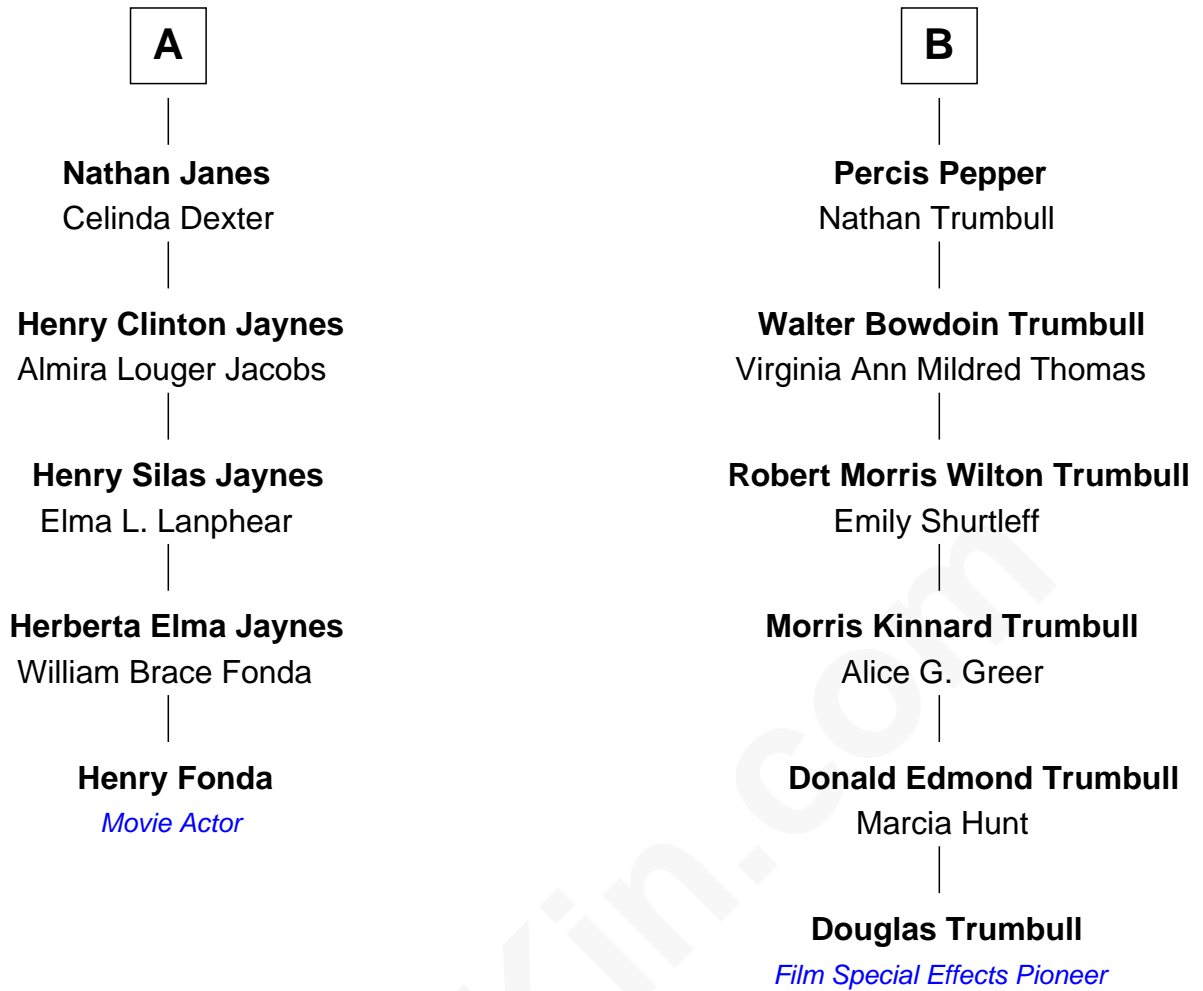 A
Nathan Janes
Celinda Dexter
Henry Clinton Jaynes
Almira Louger Jacobs
Henry Silas Jaynes
Elma L. Lanphear
Herberta Elma Jaynes
William Brace Fonda
Henry Fonda
Movie Actor
B
Percis Pepper
Nathan Trumbull
Walter Bowdoin Trumbull
Virginia Ann Mildred Thomas
Robert Morris Wilton Trumbull
Emily Shurtleff
Morris Kinnard Trumbull
Alice G. Greer
Donald Edmond Trumbull
Marcia Hunt
Douglas Trumbull
Film Special Effects Pioneer
Kin.com